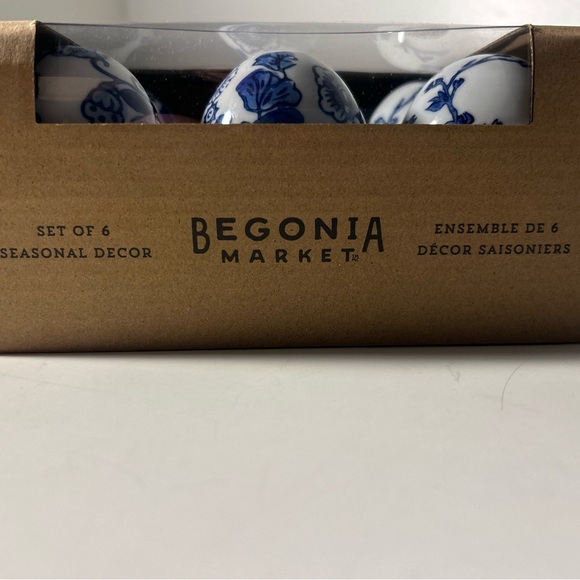 SET OF 6
SEASONAL DECOR
BEGONIA
MARKET
ENSEMBLE DE 6
DÉCOR SAISONIERS